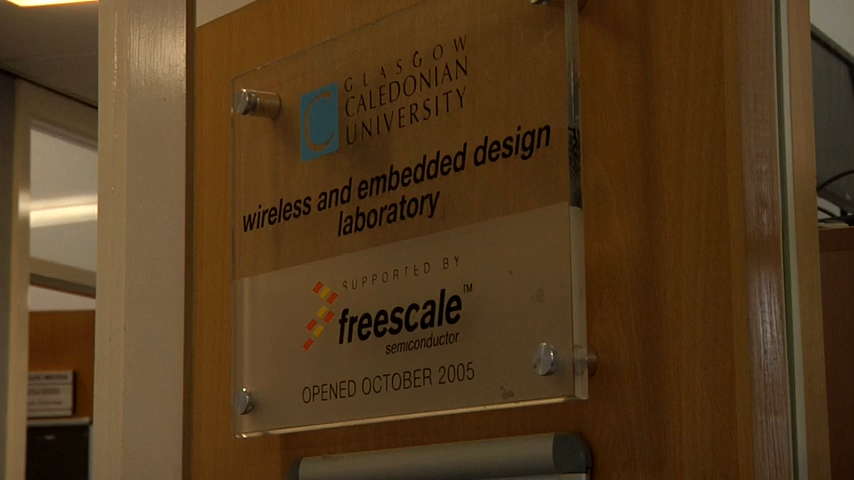 GLASGOW
CALEDONIAN
UNIVERSITY
wireless and embedded design
laboratory
SUPPORTED BY
freescale™
semiconductor
OPENED OCTOBER 2005